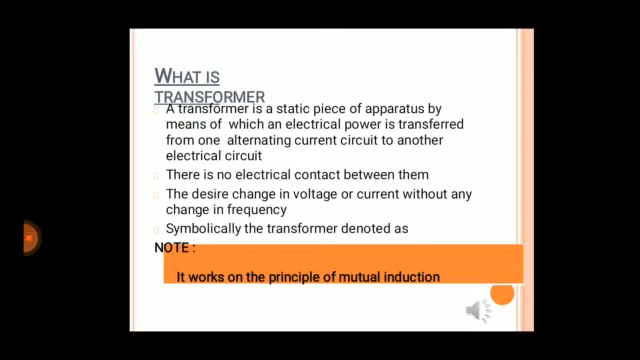 WHAT IS
TRANSFORMER
A transformer is a static piece of apparatus by
means of which an electrical power is transferred
from one alternating current circuit to another
electrical circuit
There is no electrical contact between them
The desire change in voltage or current without any
change in frequency
Symbolically the transformer denoted as
NOTE :
It works on the principle of mutual induction